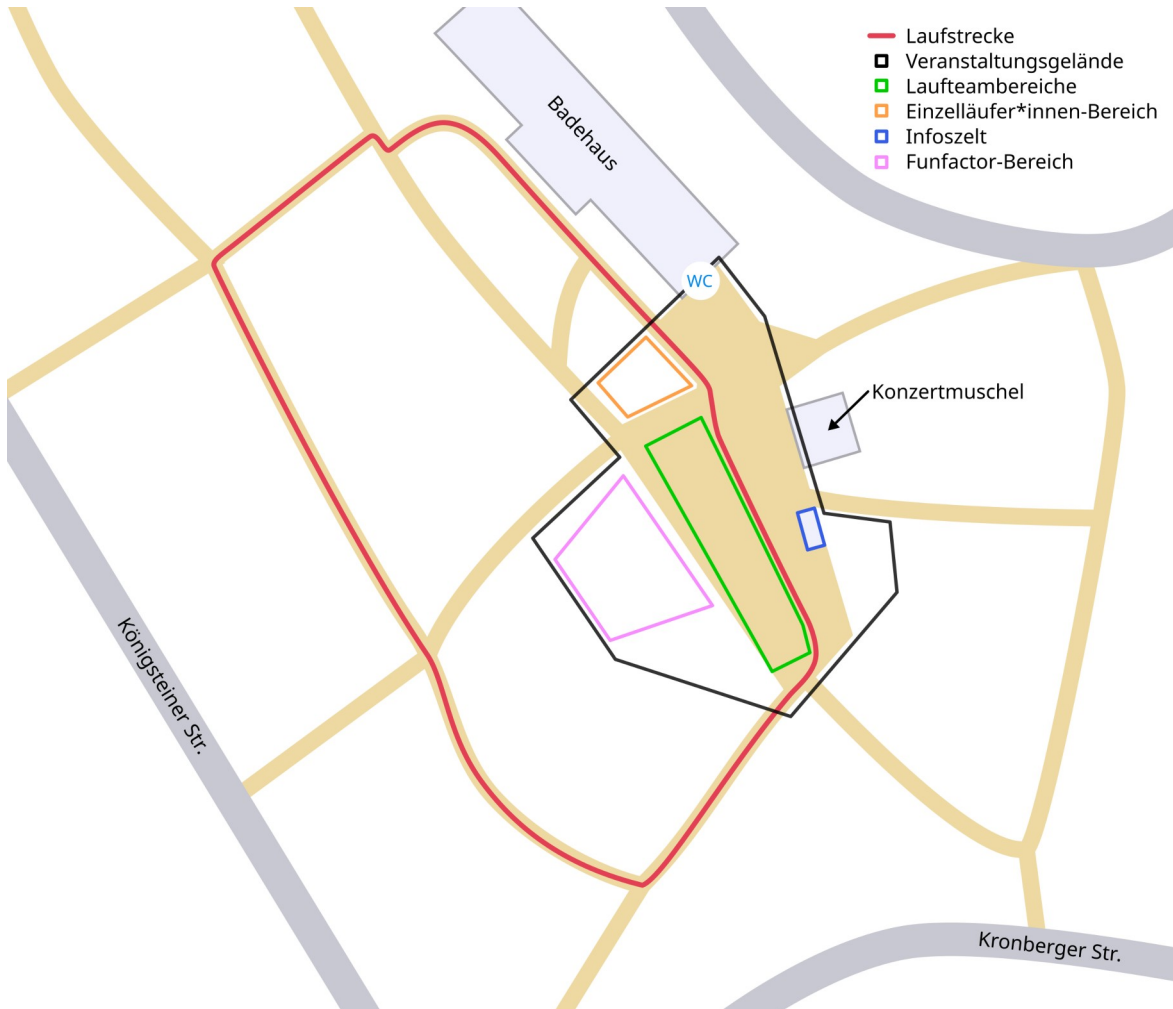 Laufstrecke
Veranstaltungsgelände
Laufteambereiche
Einzelläufer*innen-Bereich
Infoszelt
Funfactor-Bereich
Badehaus
WC
Konzertmuschel
Königsteiner Str.
Kronberger Str.